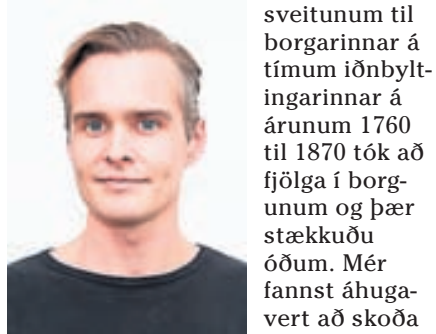 sveitunum til
borgarinnar á
tímum iðnbylt-
ingarinnar á
árunum 1760
til 1870 tók að
fjölga í borg-
unum og þær
stækkuðu
óðum. Mér
fannst áhuga-
vert að skoða